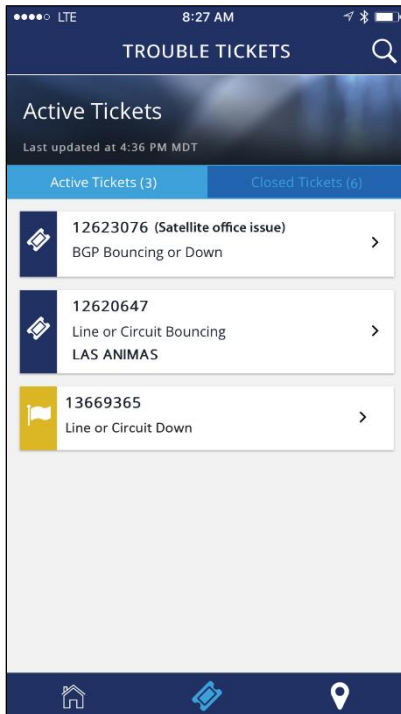 LTE 8:27 AM
TROUBLE TICKETS
Active Tickets
Last updated at 4:36 PM MDT
Active Tickets (3) Closed Tickets (6)
12623076 (Satellite office issue)
BGP Bouncing or Down
12620647
Line or Circuit Bouncing
LAS ANIMAS
13669365
Line or Circuit Down